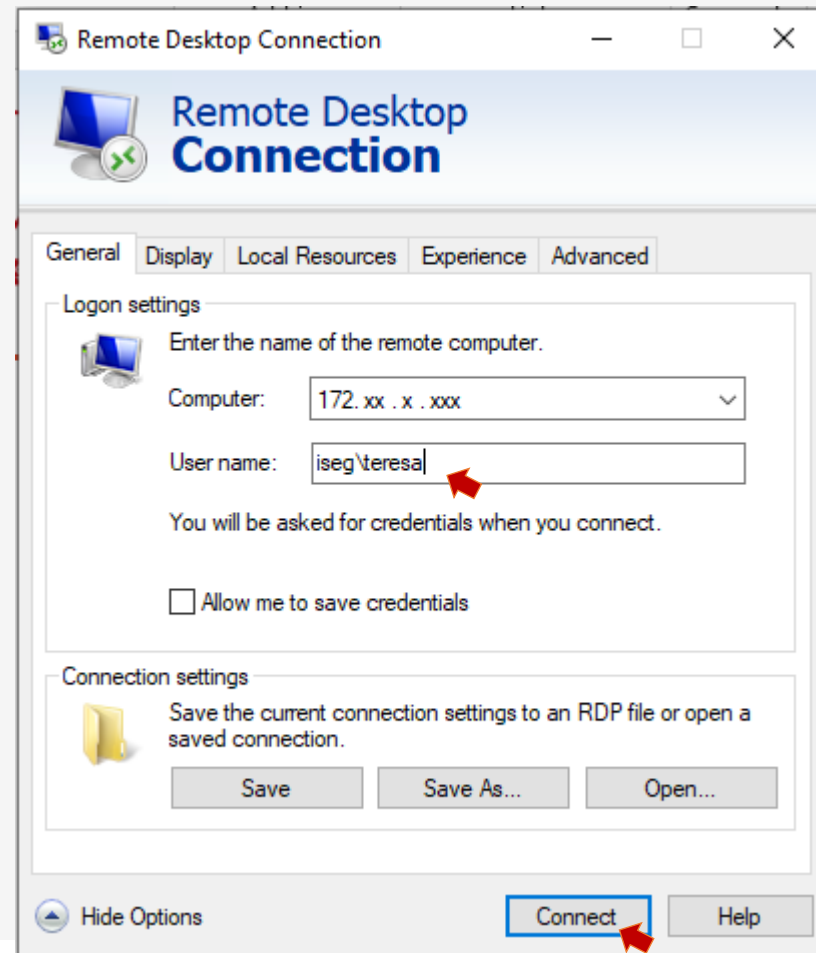 Remote Desktop Connection
Remote Desktop
Connection
General Display Local Resources Experience Advanced
Logon settings
Enter the name of the remote computer.
Computer: 172. xx . x . xxx
User name: iseg\teresa
You will be asked for credentials when you connect.
Allow me to save credentials
Connection settings
Save the current connection settings to an RDP file or open a
saved connection.
Save Save As... Open...
Hide Options Connect Help